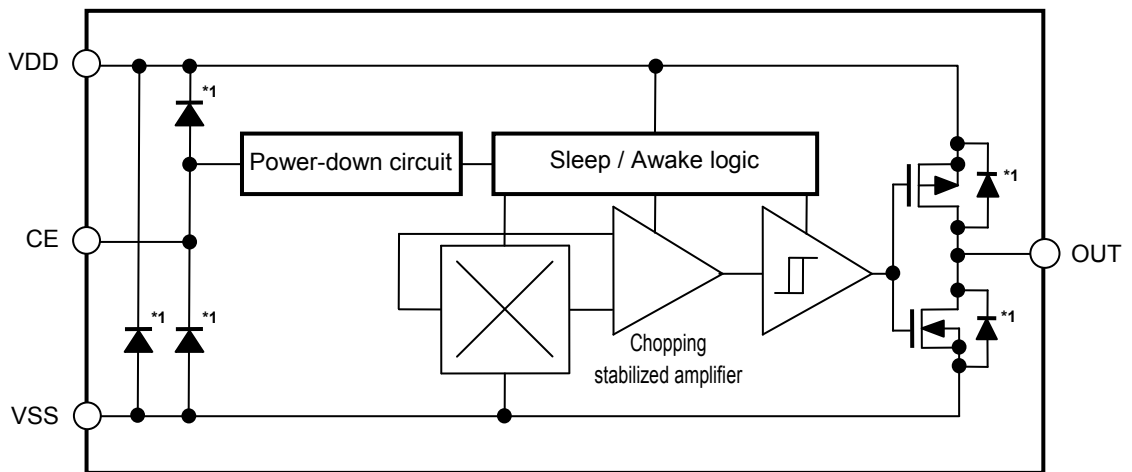 VDD
*1
Power-down circuit
Sleep / Awake logic
*1
CE
OUT
*1
*1
*1
Chopping
stabilized amplifier
VSS